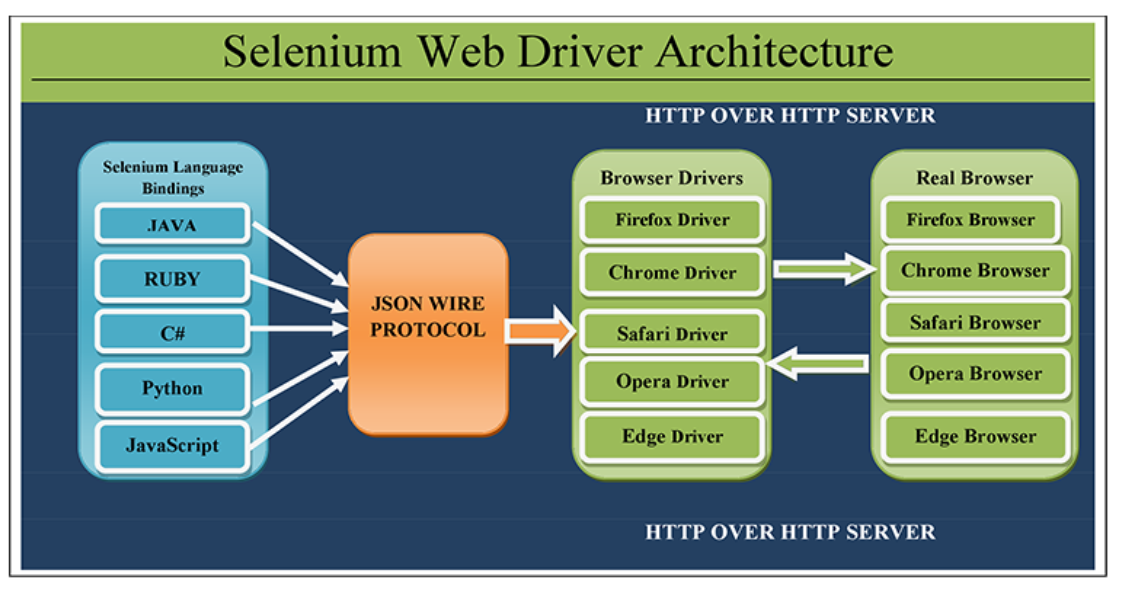 Selenium Web Driver Architecture
HTTP OVER HTTP SERVER
Selenium Language
Bindings
JAVA
RUBY
C#
Python
JavaScript
JSON WIRE
PROTOCOL
Browser Drivers
Firefox Driver
Chrome Driver
Safari Driver
Opera Driver
Edge Driver
Real Browser
Firefox Browser
Chrome Browser
Safari Browser
Opera Browser
Edge Browser
HTTP OVER HTTP SERVER